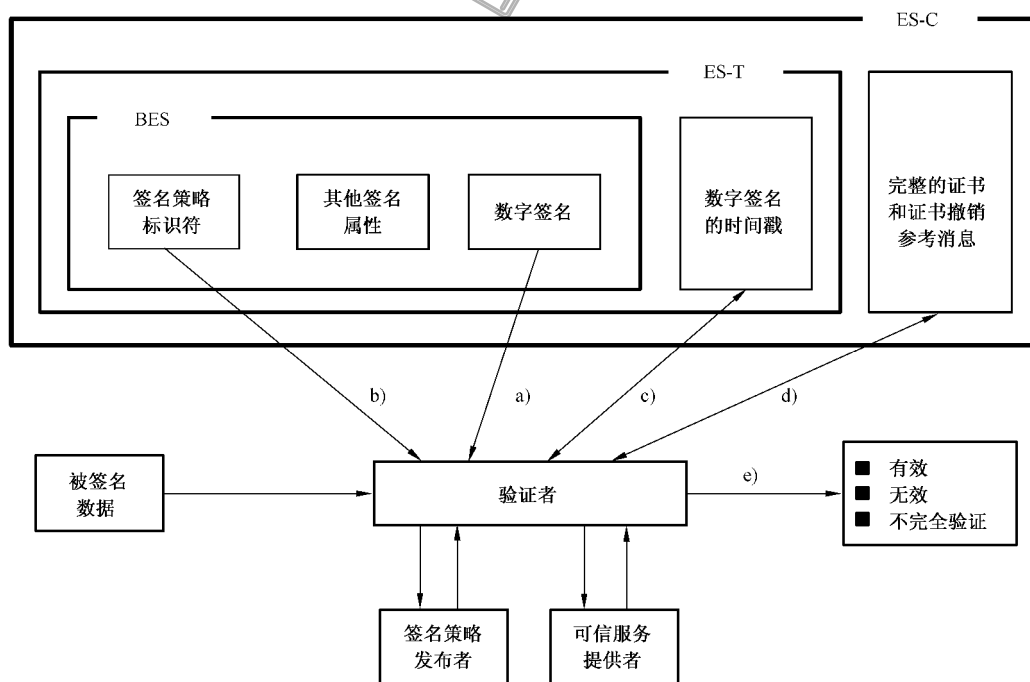 ES-C
ES-T
BES
签名策略
标识符
其他签名
属性
数字签名
数字签名
的时间戳
完整的证书
和证书撤销
参考消息
b)
a)
c)
d)
被签名
数据
验证者
e)
有效
无效
不完全验证
签名策略
发布者
可信服务
提供者